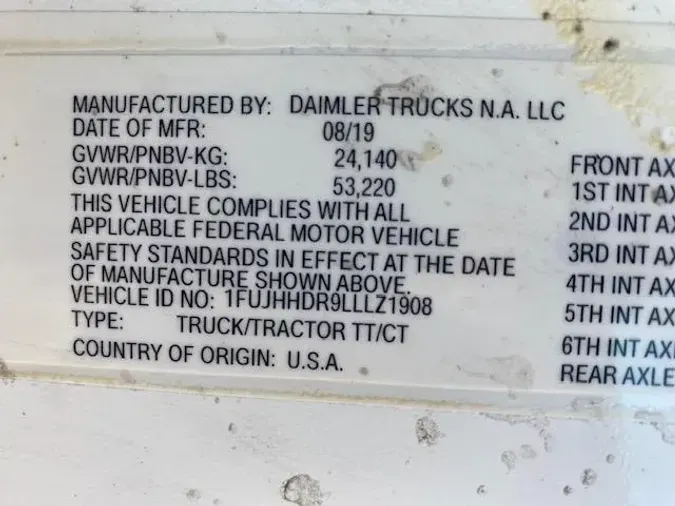 MANUFACTURED BY: DAIMLER TRUCKS N.A. LLC
DATE OF MFR: 08/19
GVWR/PNBV-KG: 24,140
GVWR/PNBV-LBS: 53,220
THIS VEHICLE COMPLIES WITH ALL
APPLICABLE FEDERAL MOTOR VEHICLE
SAFETY STANDARDS IN EFFECT AT THE DATE
OF MANUFACTURE SHOWN ABOVE.
VEHICLE ID NO: 1FUJHHDR9LLLZ1908
TYPE: TRUCK/TRACTOR TT/CT
COUNTRY OF ORIGIN: U.S.A.
FRONT AX
1ST INT AX
2ND INT AX
3RD INT AX
4TH INT AX
5TH INT AX
6TH INT AXL
REAR AXLE